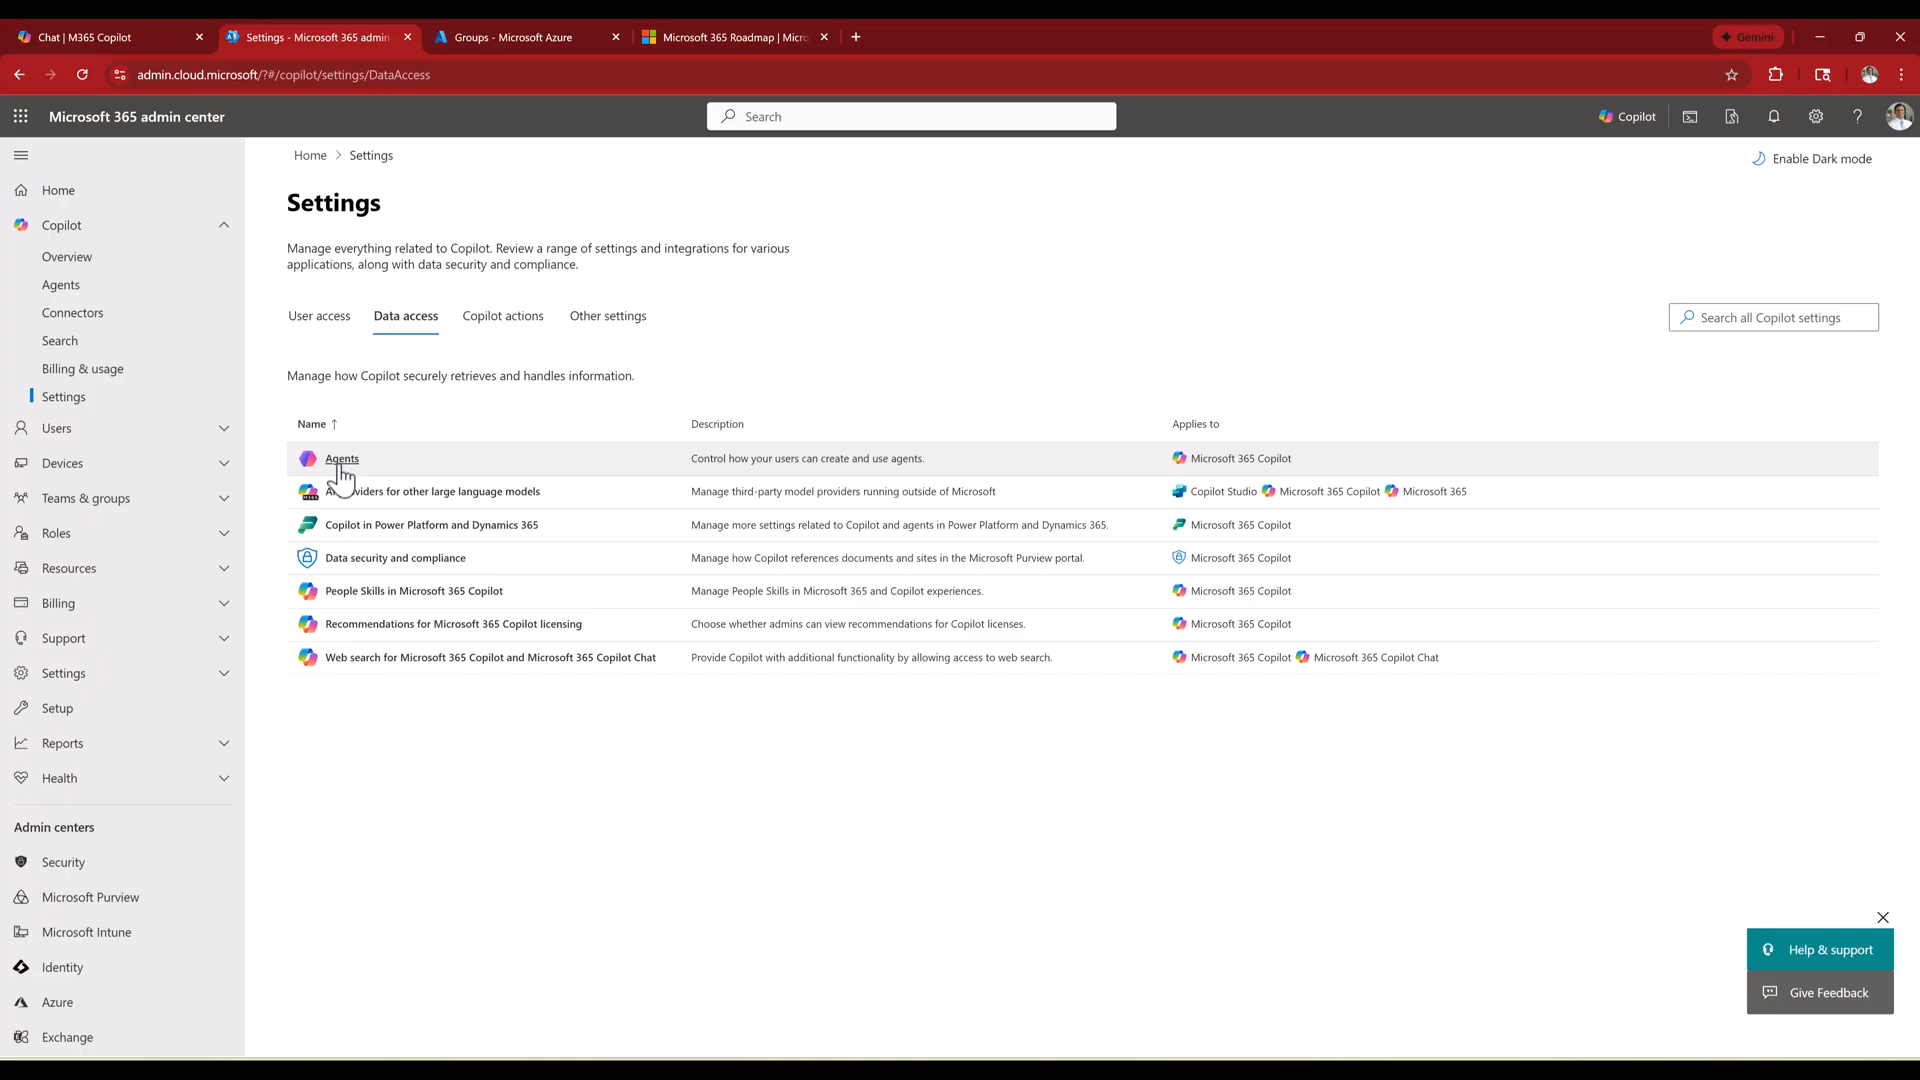 Chat | M365 Copilot
Settings - Microsoft 365 admin
Groups - Microsoft Azure
Microsoft 365 Roadmap | Micro
Gemini
admin.cloud.microsoft/?#/copilot/settings/DataAccess
Microsoft 365 admin center
Search
Copilot
Home
Copilot
Overview
Agents
Connectors
Search
Billing & usage
Settings
Users
Devices
Teams & groups
Roles
Resources
Billing
Support
Settings
Setup
Reports
Health
Admin centers
Security
Microsoft Purview
Microsoft Intune
Identity
Azure
Exchange
Home > Settings
Enable Dark mode
Settings
Manage everything related to Copilot. Review a range of settings and integrations for various
applications, along with data security and compliance.
User access Data access Copilot actions Other settings
Search all Copilot settings
Manage how Copilot securely retrieves and handles information.
Name ↑ Description Applies to
Agents Control how your users can create and use agents. Microsoft 365 Copilot
for other large language models Manage third-party model providers running outside of Microsoft Copilot Studio Microsoft 365 Copilot Microsoft 365
Copilot in Power Platform and Dynamics 365 Manage more settings related to Copilot and agents in Power Platform and Dynamics 365. Microsoft 365 Copilot
Data security and compliance Manage how Copilot references documents and sites in the Microsoft Purview portal. Microsoft 365 Copilot
People Skills in Microsoft 365 Copilot Manage People Skills in Microsoft 365 and Copilot experiences. Microsoft 365 Copilot
Recommendations for Microsoft 365 Copilot licensing Choose whether admins can view recommendations for Copilot licenses. Microsoft 365 Copilot
Web search for Microsoft 365 Copilot and Microsoft 365 Copilot Chat Provide Copilot with additional functionality by allowing access to web search. Microsoft 365 Copilot Microsoft 365 Copilot Chat
Help & support
Give Feedback